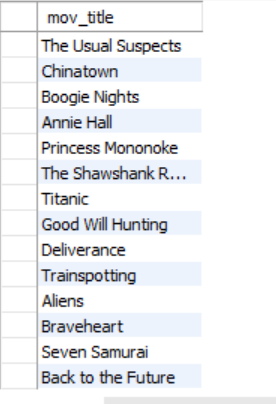 mov_title
The Usual Suspects
Chinatown
Boogie Nights
Annie Hall
Princess Mononoke
The Shawshank R...
Titanic
Good Will Hunting
Deliverance
Trainspotting
Aliens
Braveheart
Seven Samurai
Back to the Future